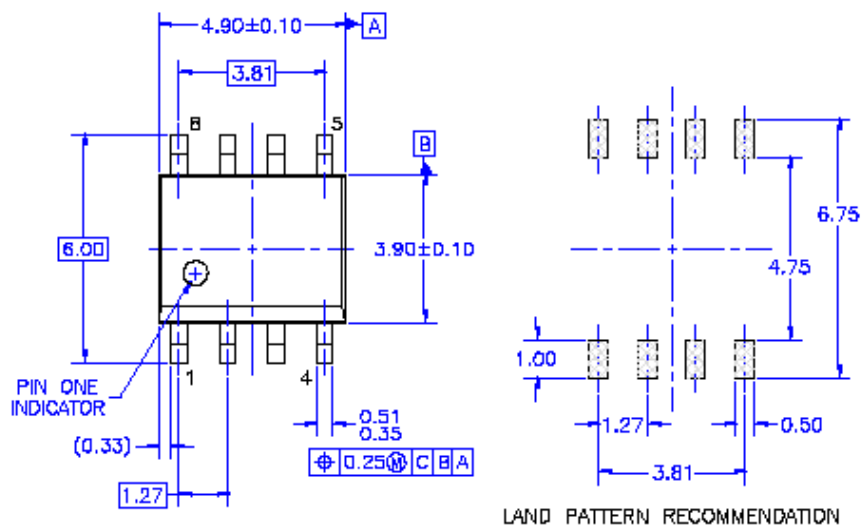 4.90±0.10 A
3.81
8 5
B
6.00
3.90±0.10
6.75
4.75
1.00
PIN ONE
INDICATOR
1 4
0.51
0.35
(0.33)
⌖ 0.25Ⓜ C B A
1.27
1.27
0.50
3.81
LAND PATTERN RECOMMENDATION